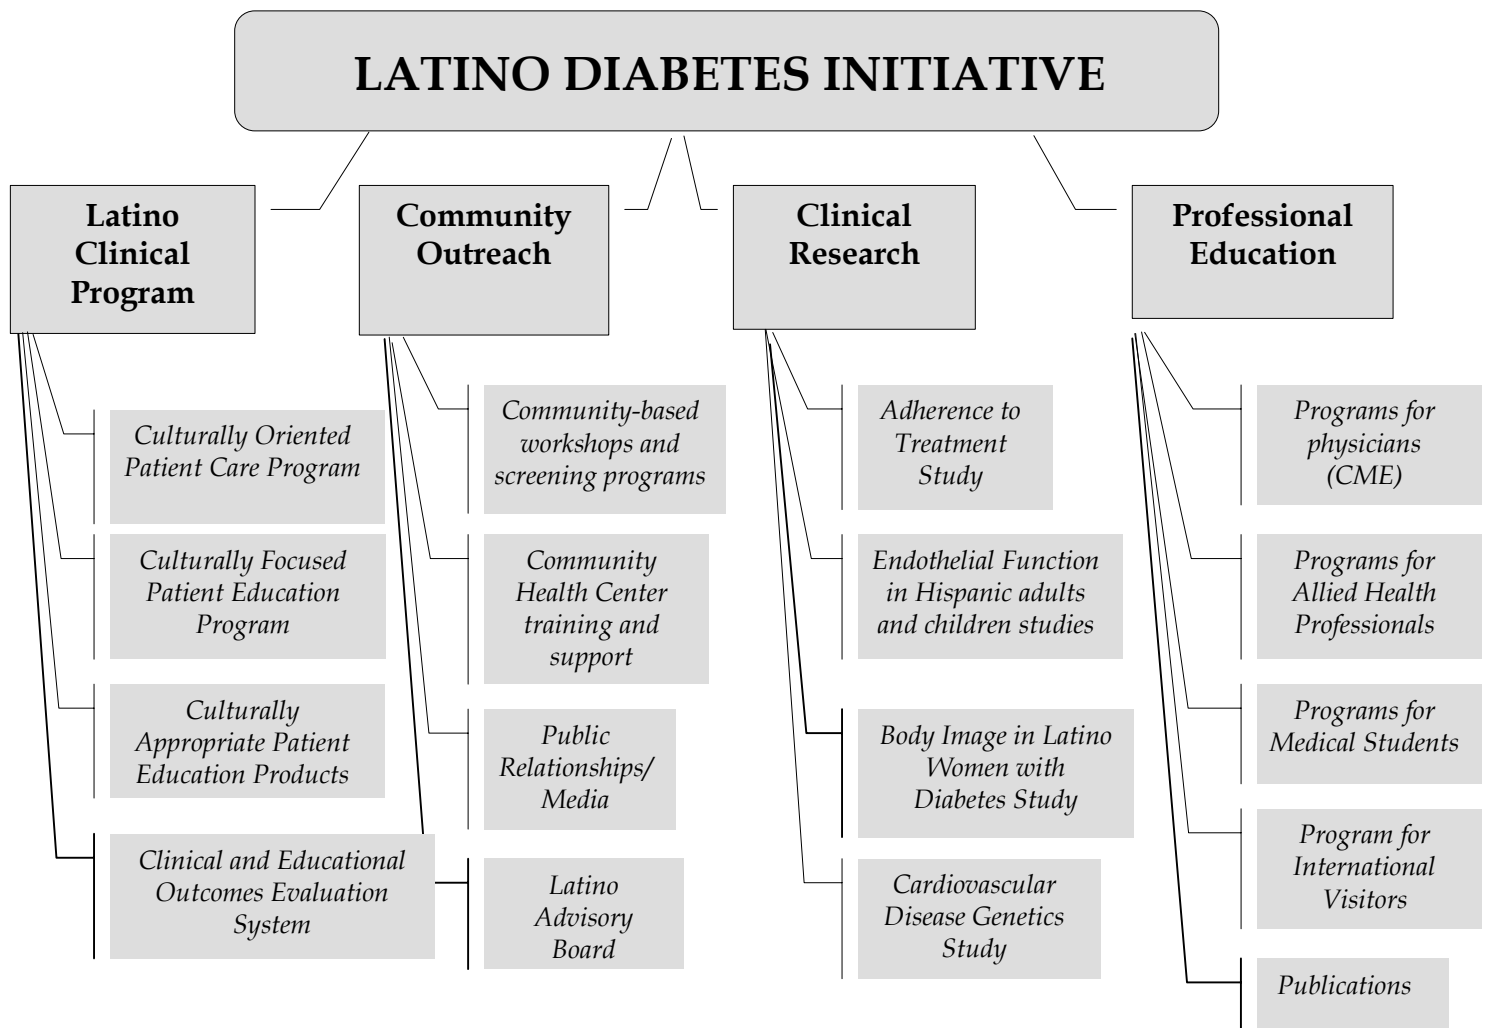 LATINO DIABETES INITIATIVE
Latino
Clinical
Program
Culturally Oriented
Patient Care Program
Culturally Focused
Patient Education
Program
Culturally
Appropriate Patient
Education Products
Clinical and Educational
Outcomes Evaluation
System
Community
Outreach
Community-based
workshops and
screening programs
Community
Health Center
training and
support
Public
Relationships/
Media
Latino
Advisory
Board
Clinical
Research
Adherence to
Treatment
Study
Endothelial Function
in Hispanic adults
and children studies
Body Image in Latino
Women with
Diabetes Study
Cardiovascular
Disease Genetics
Study
Professional
Education
Programs for
physicians
(CME)
Programs for
Allied Health
Professionals
Programs for
Medical Students
Program for
International
Visitors
Publications